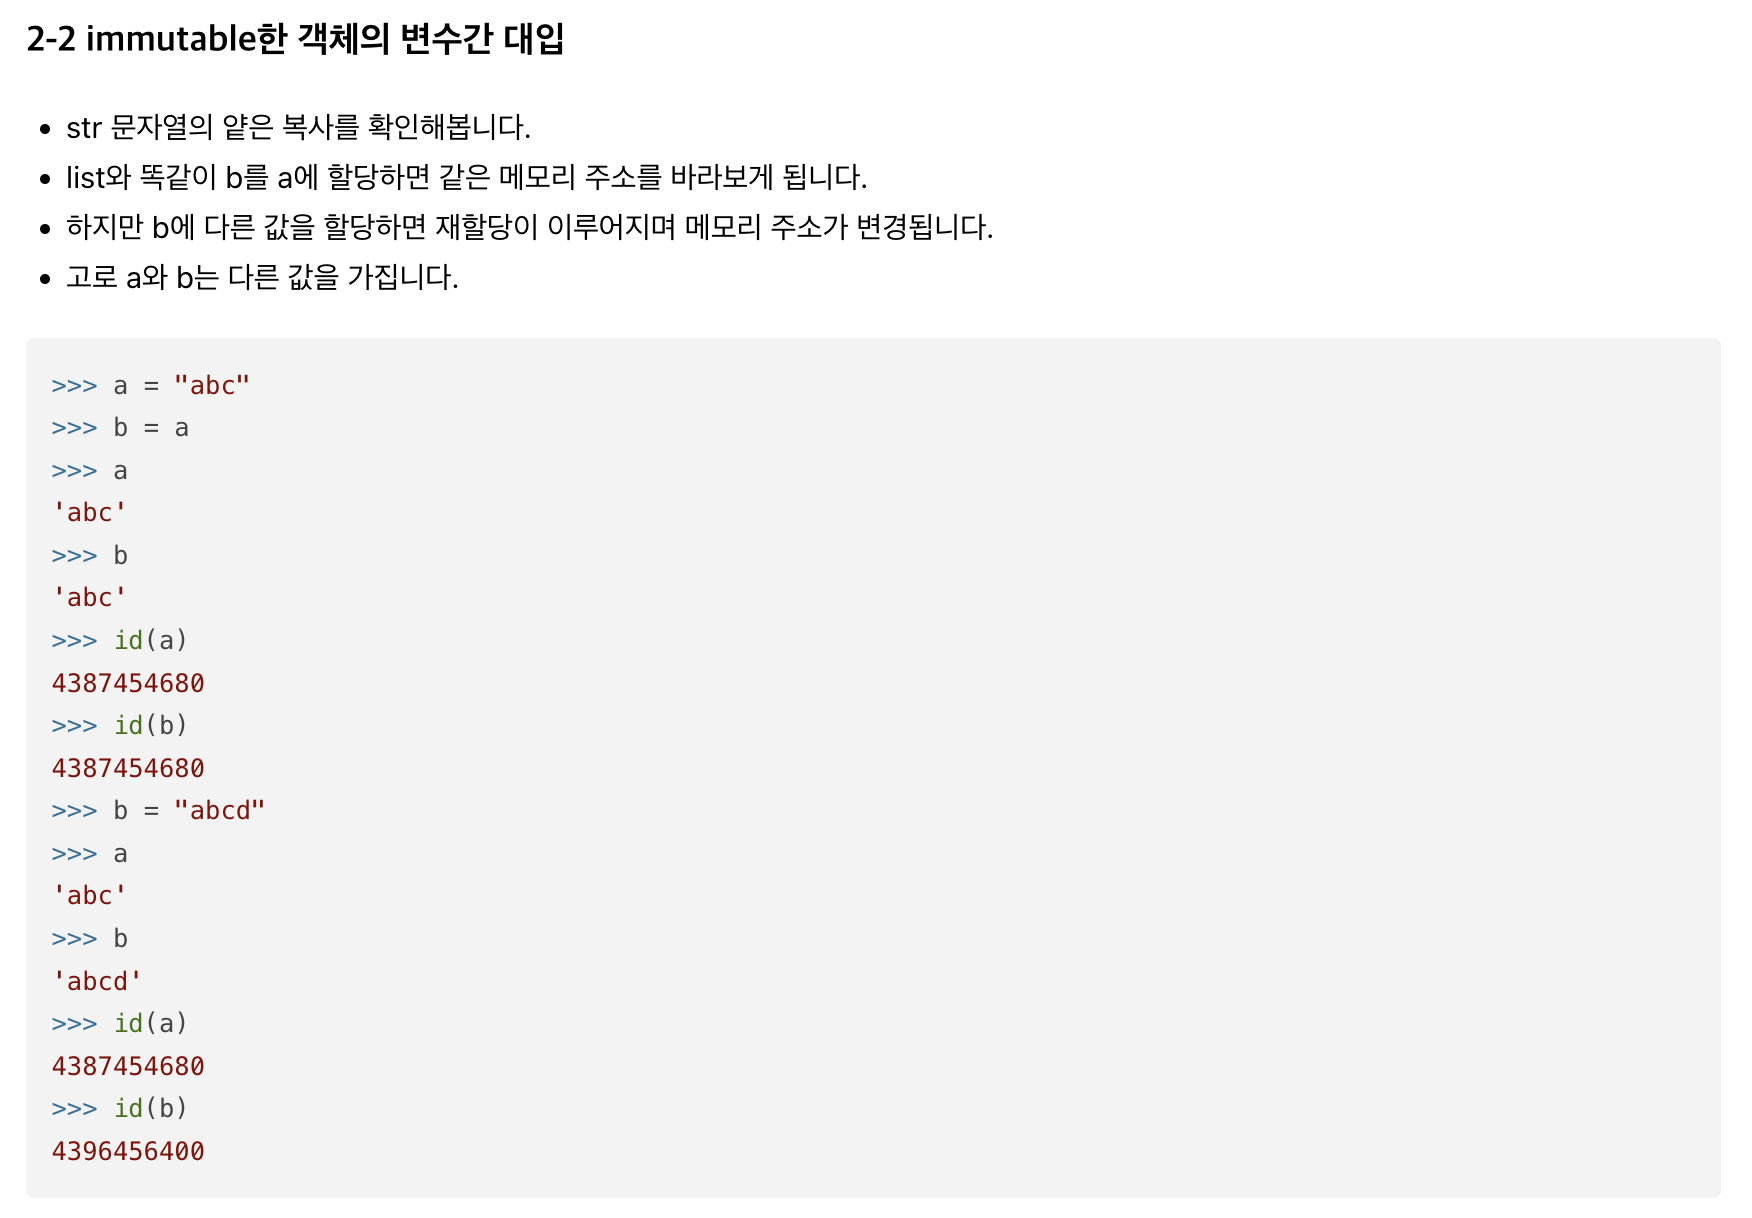 2-2 immutable한 객체의 변수간 대입
• str 문자열의 얕은 복사를 확인해봅니다.
• list와 똑같이 b를 a에 할당하면 같은 메모리 주소를 바라보게 됩니다.
• 하지만 b에 다른 값을 할당하면 재할당이 이루어지며 메모리 주소가 변경됩니다.
• 고로 a와 b는 다른 값을 가집니다.
>>> a = "abc"
>>> b = a
>>> a
'abc'
>>> b
'abc'
>>> id(a)
4387454680
>>> id(b)
4387454680
>>> b = "abcd"
>>> a
'abc'
>>> b
'abcd'
>>> id(a)
4387454680
>>> id(b)
4396456400